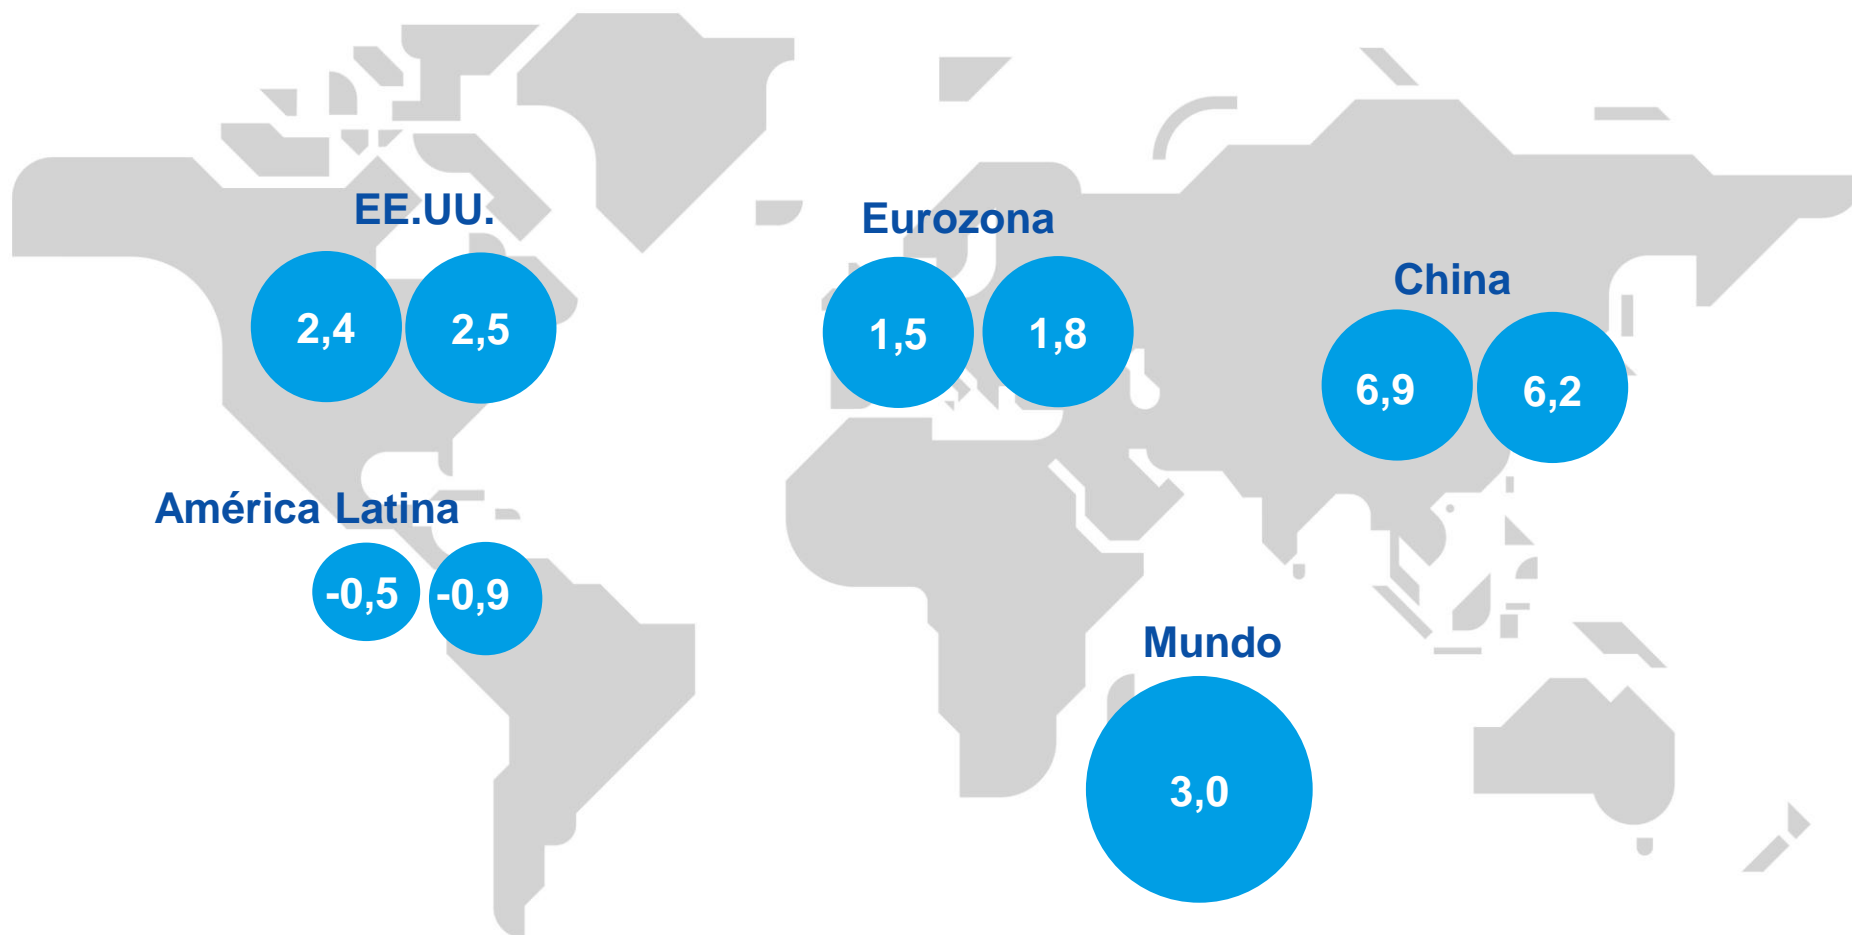 EE.UU.
2,4
2,5
Eurozona
1,5
1,8
China
6,9
6,2
América Latina
-0,5
-0,9
Mundo
3,0